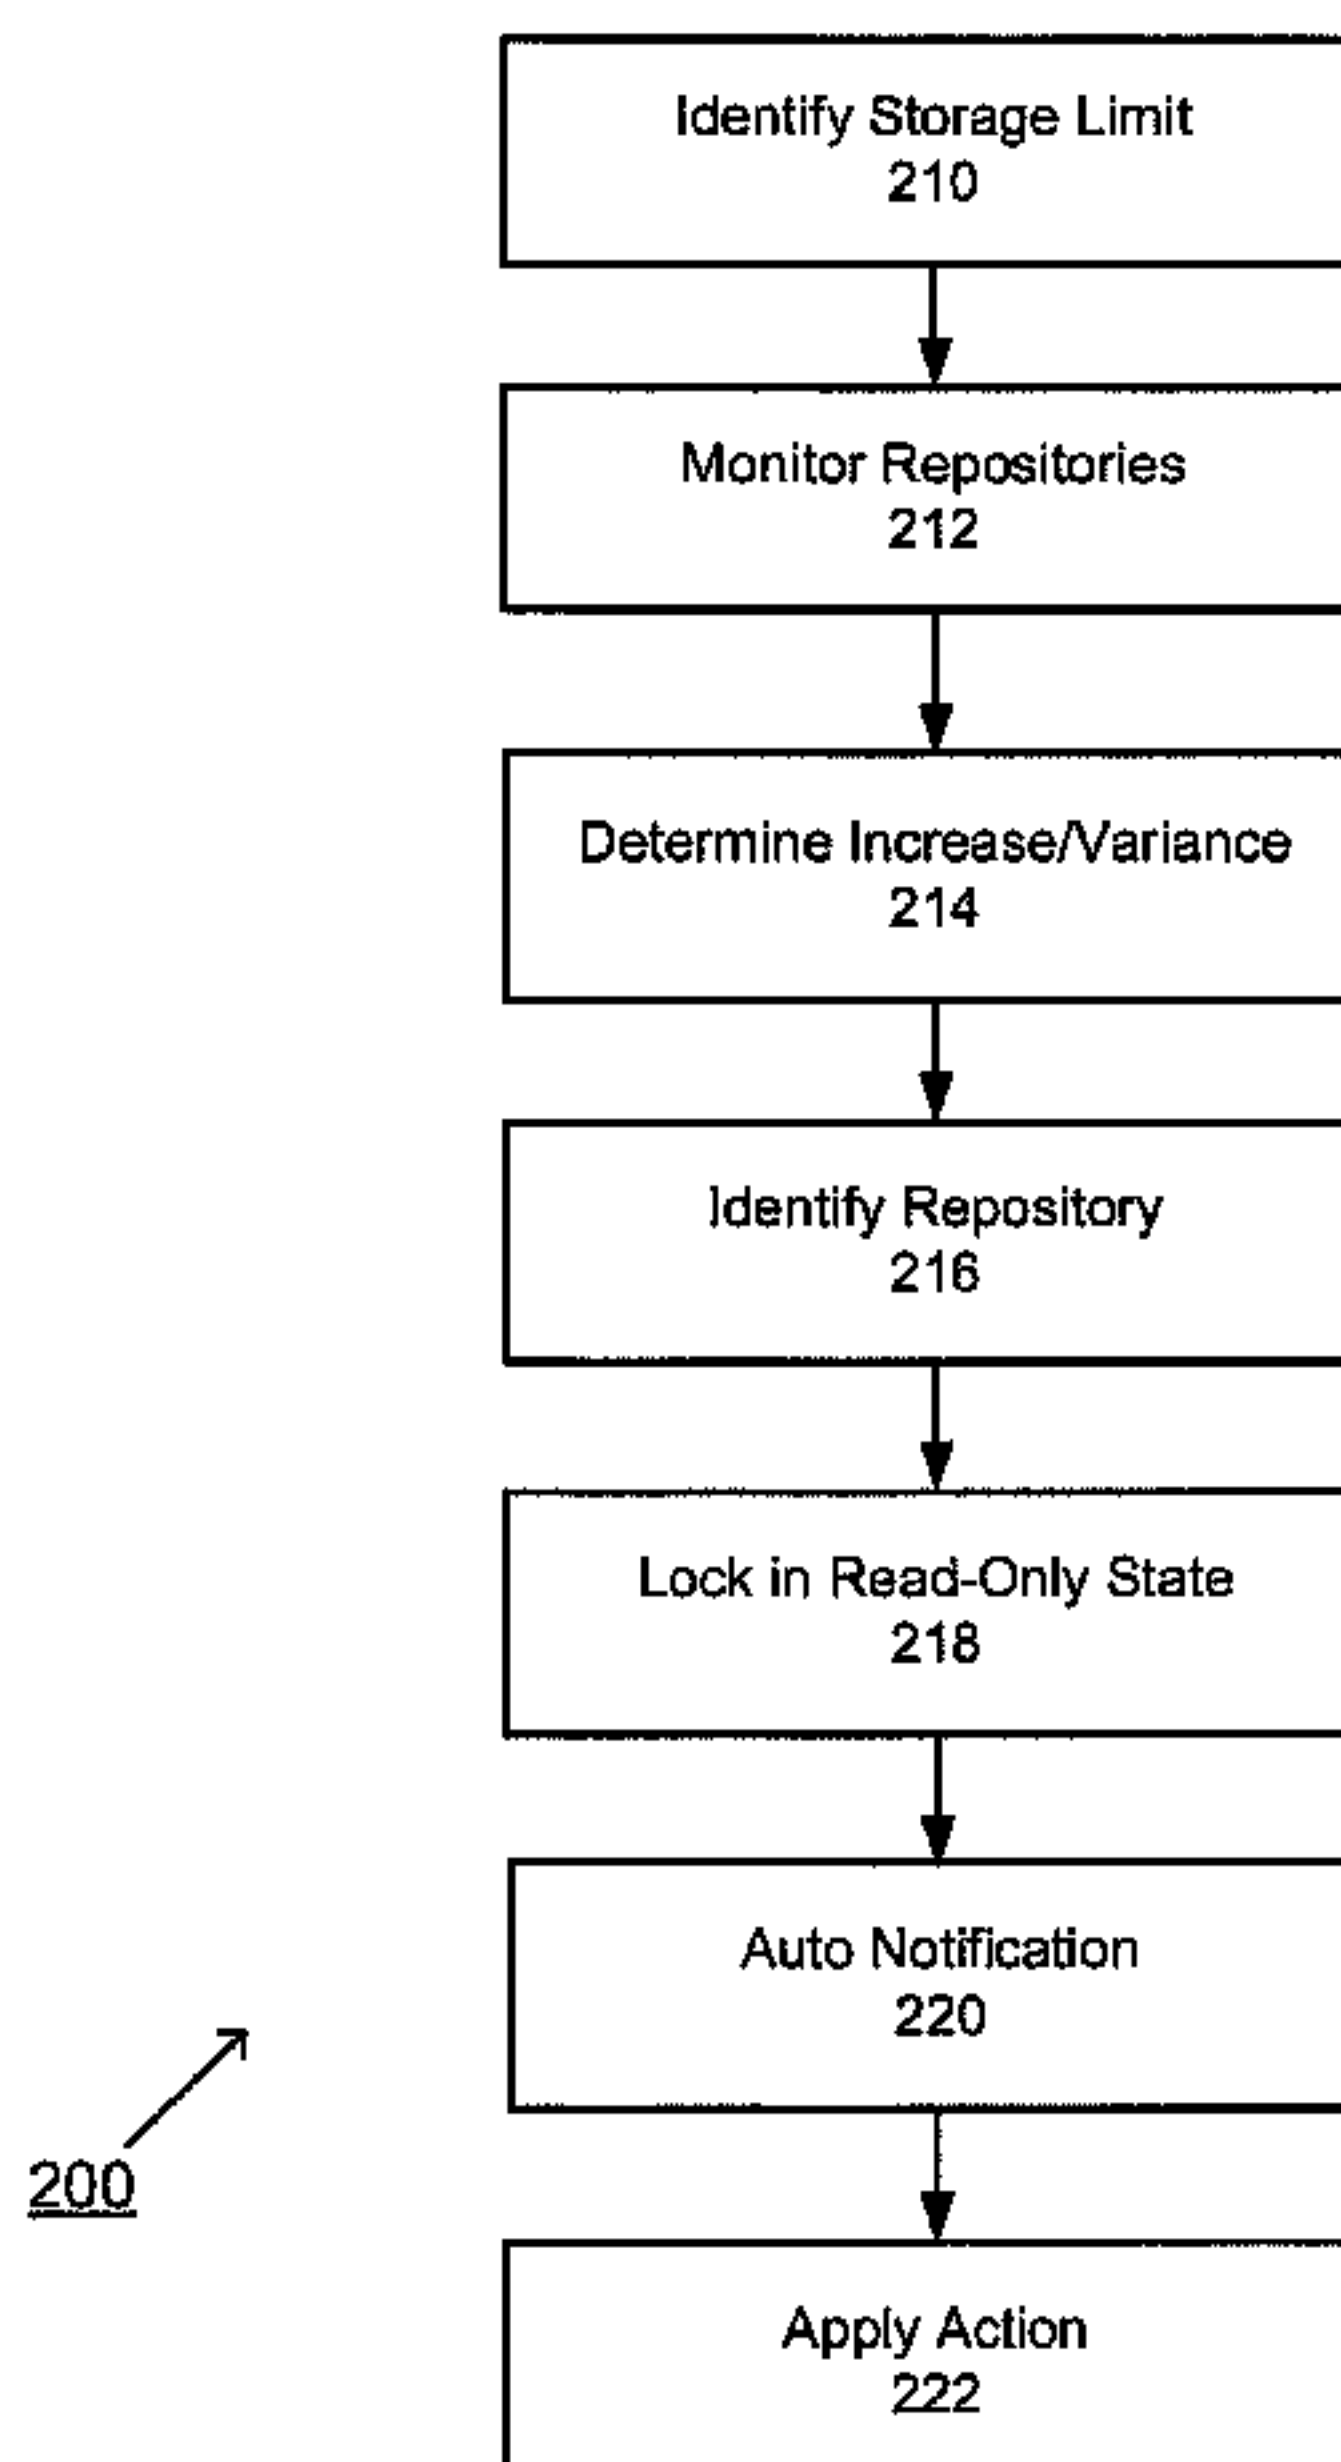 Identify Storage Limit
210
Monitor Repositories
212
Determine Increase/Variance
214
Identify Repository
216
Lock in Read-Only State
218
Auto Notification
220
200
Apply Action
222